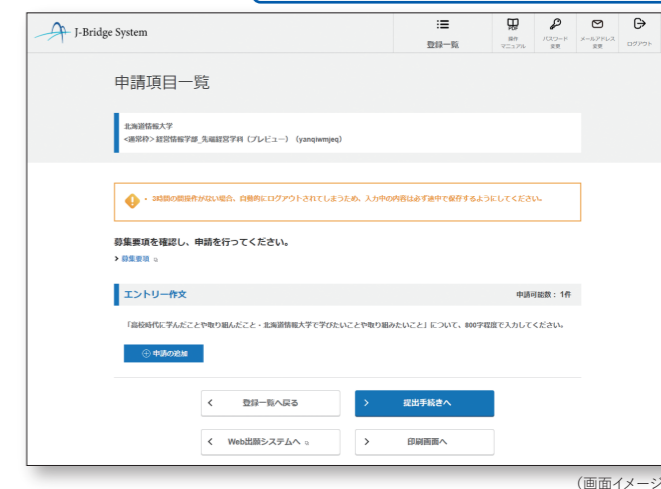 J-Bridge System
登録一覧
操作
マニュアル
パスワード
変更
メールアドレス
変更
ログアウト
申請項目一覧
北海道情報大学
<通常枠>経営情報学部_先端経営学科（プレビュー）（yanqiwmjeq）
・ 3時間の間操作がない場合、自動的にログアウトされてしまうため、入力中の内容は必ず途中で保存するようにしてください。
募集要項を確認し、申請を行ってください。
> 募集要項
エントリー作文
申請可能数：1件
「高校時代に学んだことや取り組んだこと・北海道情報大学で学びたいことや取り組みたいこと」について、800字程度で入力してください。
申請の追加
登録一覧へ戻る
提出手続きへ
Web出願システムへ
印刷画面へ
（画面イメージ